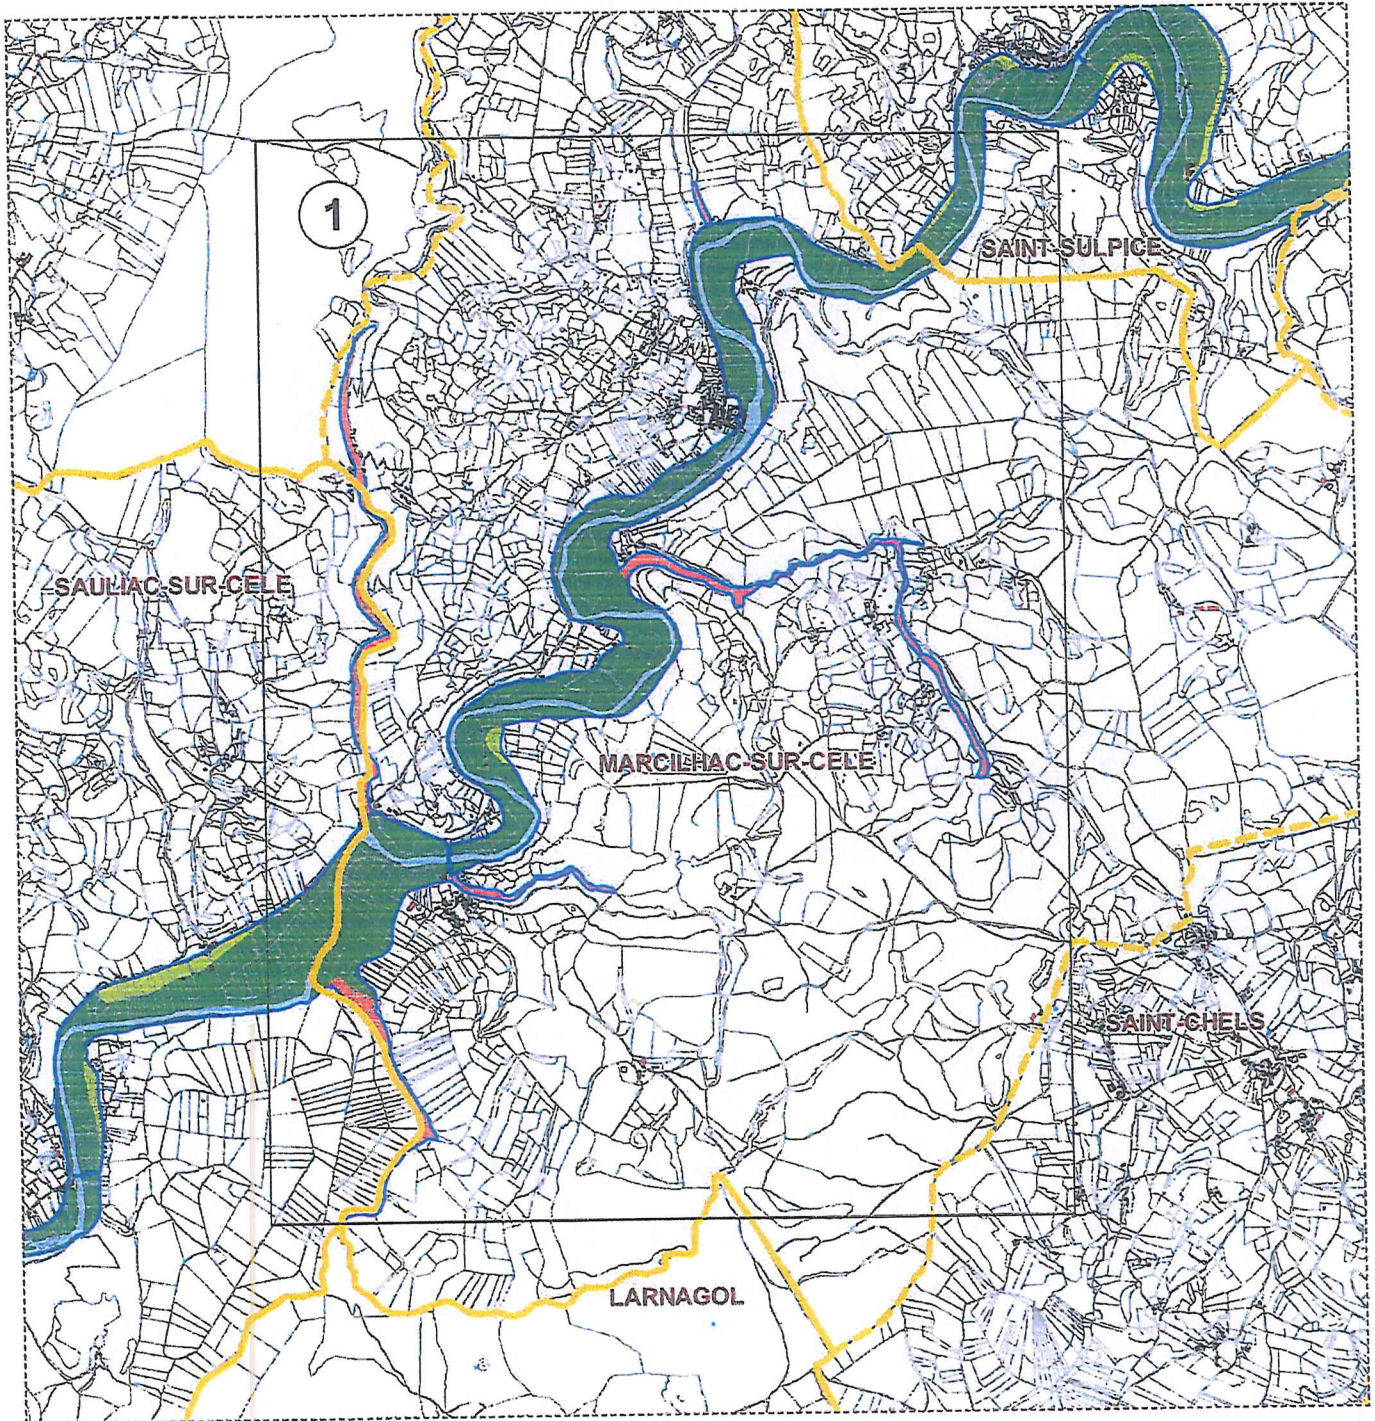 1
SAINT-SULPICE
SAULIAC-SUR-CELE
MARCILHAC-SUR-CELE
SAINT-CHELS
LARNAGOL